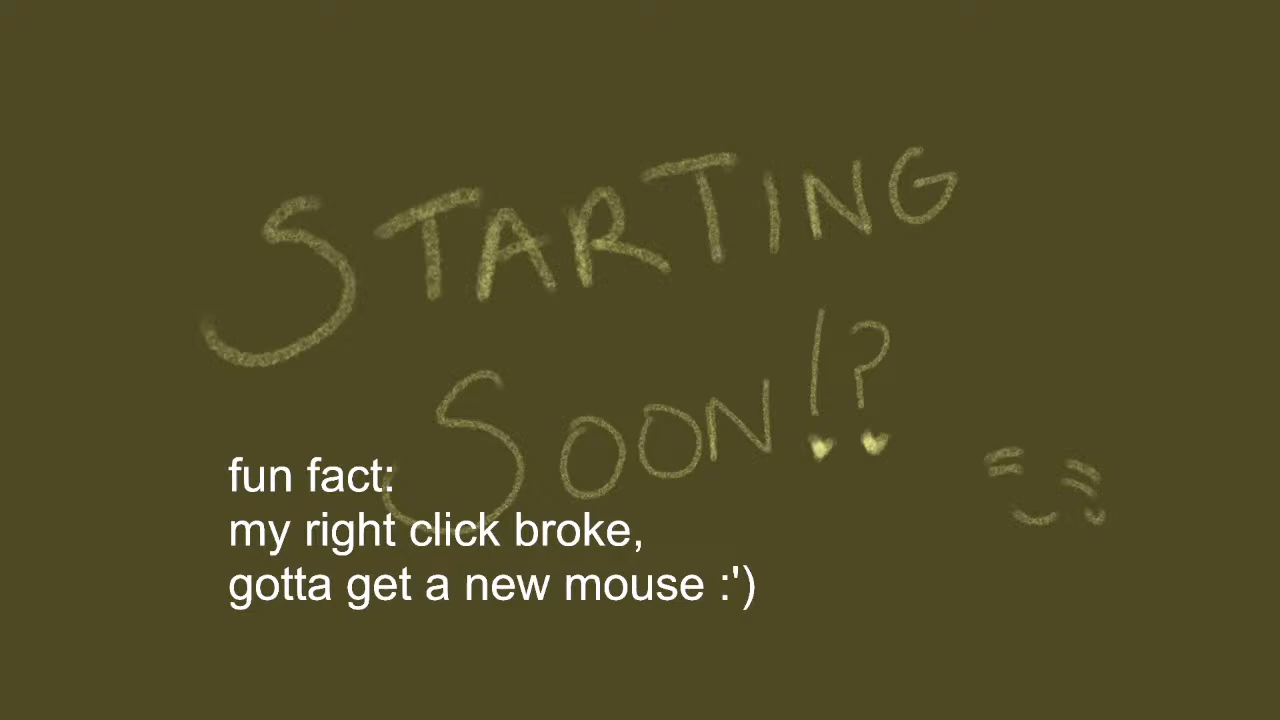 STARTING
SOON!?
fun fact:
my right click broke,
gotta get a new mouse :')